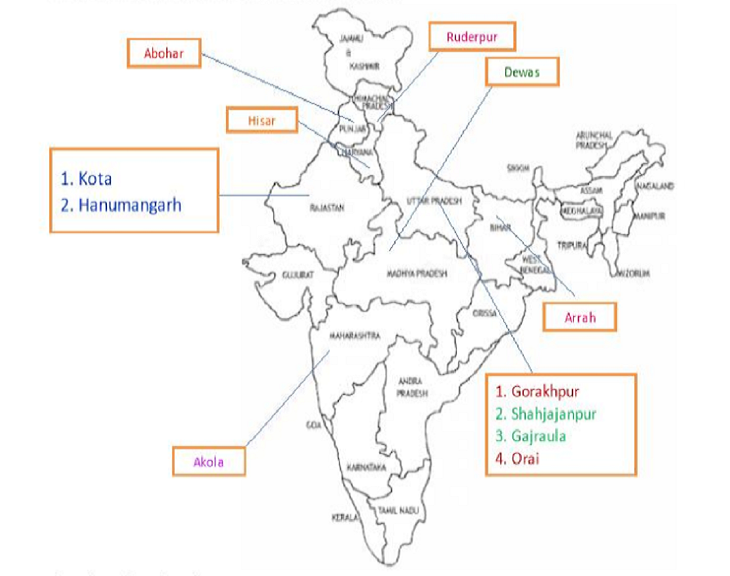 JAMMU
&
KASHMIR
Ruderpur
Abohar
Dewas
HIMACHAL
PRADESH
Hisar
PUNJAB
HARYANA
ARUNCHAL
PRADESH
1. Kota
2. Hanumangarh
SIKKIM
ASSAM
NAGALAND
RAJASTAN
UTTAR PRADESH
BIHAR
MEGHALAYA
MANIPUR
TRIPURA
WEST
BENEGAL
MIZORUM
GUJURAT
MADHYA PRADESH
ORISSA
Arrah
MAHARASHTRA
ANDRA
PRADESH
1. Gorakhpur
2. Shahjajanpur
3. Gajraula
4. Orai
GOA
Akola
KARNATAKA
KERALA
TAMIL NADU